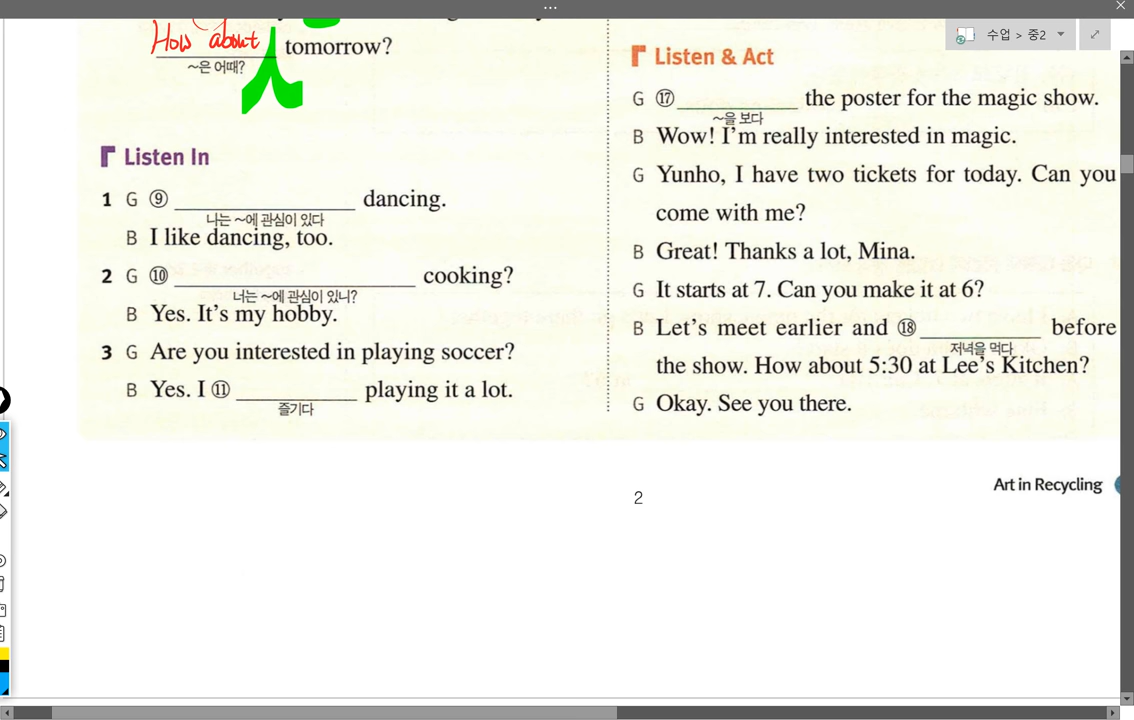 수업 > 중2
How about tomorrow?
~은 어때?
Listen In
1 G ⑨ ____________ dancing.
나는 ~에 관심이 있다
B I like dancing, too.
2 G ⑩ ____________ cooking?
너는 ~에 관심이 있니?
B Yes. It's my hobby.
3 G Are you interested in playing soccer?
B Yes. I ⑪ ____________ playing it a lot.
즐기다
Listen & Act
G ⑰ ____________ the poster for the magic show.
~을 보다
B Wow! I'm really interested in magic.
G Yunho, I have two tickets for today. Can you
come with me?
B Great! Thanks a lot, Mina.
G It starts at 7. Can you make it at 6?
B Let's meet earlier and ⑱ ____________ before
저녁을 먹다
the show. How about 5:30 at Lee's Kitchen?
G Okay. See you there.
2
Art in Recycling